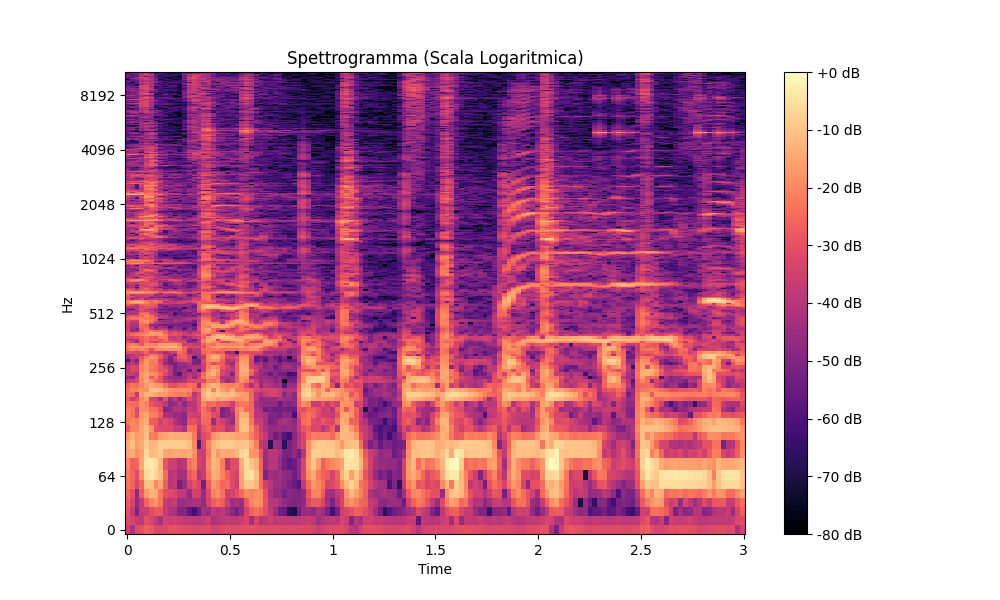 Spettrogramma (Scala Logaritmica)
Hz
8192
4096
2048
1024
512
256
128
64
0
0
0.5
1
1.5
2
2.5
3
Time
+0 dB
-10 dB
-20 dB
-30 dB
-40 dB
-50 dB
-60 dB
-70 dB
-80 dB